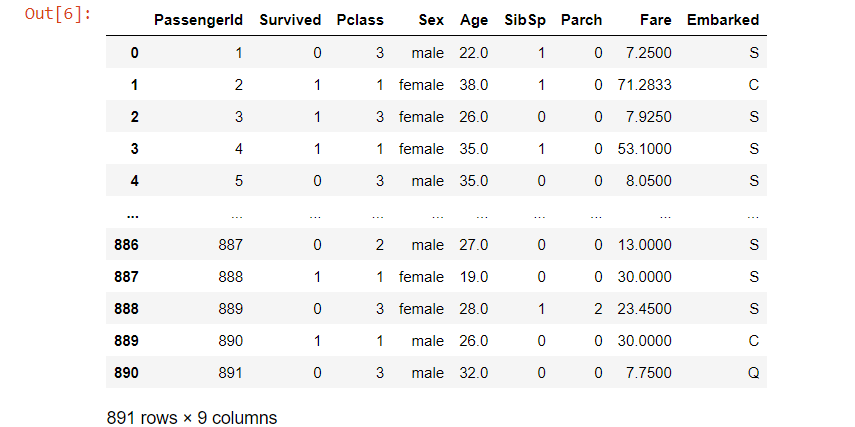 Out[6]:
PassengerId Survived Pclass Sex Age SibSp Parch Fare Embarked
0 1 0 3 male 22.0 1 0 7.2500 S
1 2 1 1 female 38.0 1 0 71.2833 C
2 3 1 3 female 26.0 0 0 7.9250 S
3 4 1 1 female 35.0 1 0 53.1000 S
4 5 0 3 male 35.0 0 0 8.0500 S
... ... ... ... ... ... ... ... ... ...
886 887 0 2 male 27.0 0 0 13.0000 S
887 888 1 1 female 19.0 0 0 30.0000 S
888 889 0 3 female 28.0 1 2 23.4500 S
889 890 1 1 male 26.0 0 0 30.0000 C
890 891 0 3 male 32.0 0 0 7.7500 Q
891 rows × 9 columns